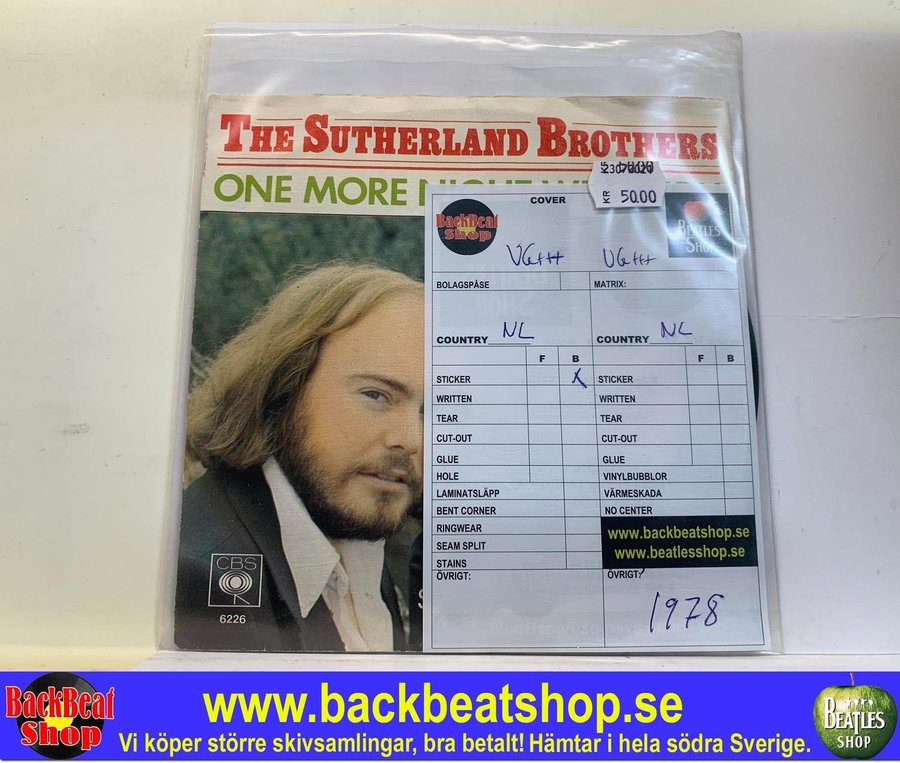 THE SUTHERLAND BROTHERS
ONE MORE
23072021
KR 50.00
COVER
BackBeat Shop
BEATLES SHOP
VG+++ VG+++
BOLAGSPÅSE MATRIX:
COUNTRY NL COUNTRY NL
F B F B
STICKER X STICKER
WRITTEN WRITTEN
TEAR TEAR
CUT-OUT CUT-OUT
GLUE GLUE
HOLE VINYLBUBBLOR
LAMINATSLÄPP VÄRMESKADA
BENT CORNER NO CENTER
RINGWEAR www.backbeatshop.se
SEAM SPLIT www.beatlesshop.se
STAINS
ÖVRIGT: ÖVRIGT:
1978
CBS
6226
BackBeat Shop
www.backbeatshop.se
Vi köper större skivsamlingar, bra betalt! Hämtar i hela södra Sverige.
BEATLES SHOP